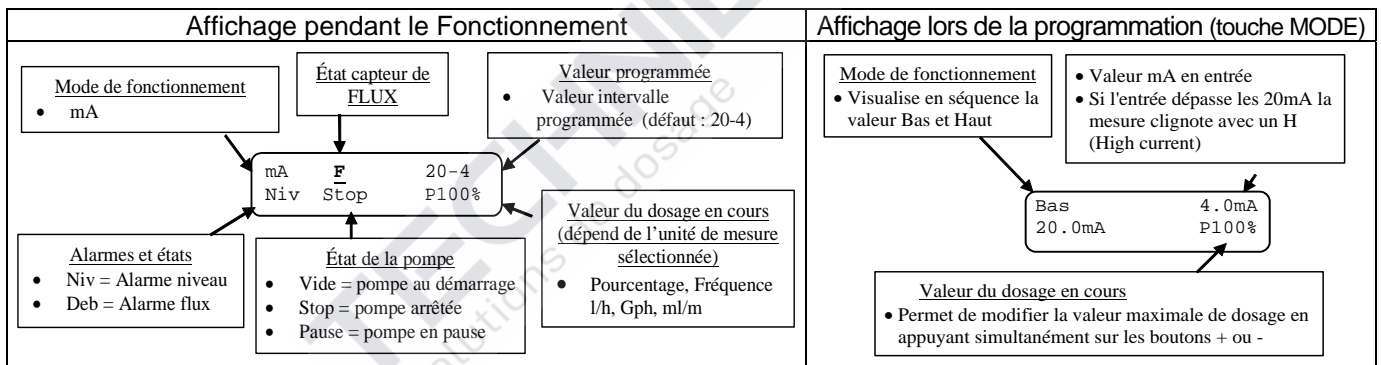 Affichage pendant le Fonctionnement
Mode de fonctionnement
• mA
État capteur de
FLUX
Valeur programmée
• Valeur intervalle
programmée (défaut : 20-4)
mA F 20-4
Niv Stop P100%
Alarmes et états
• Niv = Alarme niveau
• Deb = Alarme flux
État de la pompe
• Vide = pompe au démarrage
• Stop = pompe arrêtée
• Pause = pompe en pause
Valeur du dosage en cours
(dépend de l’unité de mesure
sélectionnée)
• Pourcentage, Fréquence
l/h, Gph, ml/m
Affichage lors de la programmation (touche MODE)
Mode de fonctionnement
• Visualise en séquence la
valeur Bas et Haut
• Valeur mA en entrée
• Si l'entrée dépasse les 20mA la
mesure clignote avec un H
(High current)
Bas 4.0mA
20.0mA P100%
Valeur du dosage en cours
• Permet de modifier la valeur maximale de dosage en
appuyant simultanément sur les boutons + ou -